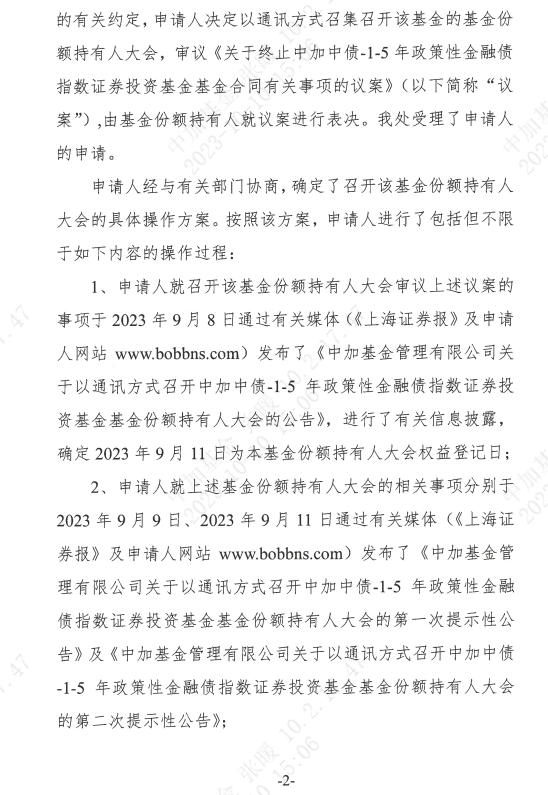 的有关约定，申请人决定以通讯方式召集召开该基金的基金份
额持有人大会，审议《关于终止中加中债-1-5 年政策性金融债
指数证券投资基金基金合同有关事项的议案》（以下简称“议
案”），由基金份额持有人就议案进行表决。我处受理了申请人
的申请。
申请人经与有关部门协商，确定了召开该基金份额持有人
大会的具体操作方案。按照该方案，申请人进行了包括但不限
于如下内容的操作过程：
1、申请人就召开该基金份额持有人大会审议上述议案的
事项于 2023 年 9 月 8 日通过有关媒体（《上海证券报》及申请
人网站 www.bobbns.com）发布了《中加基金管理有限公司关
于以通讯方式召开中加中债-1-5 年政策性金融债指数证券投
资基金基金份额持有人大会的公告》，进行了有关信息披露，
确定 2023 年 9 月 11 日为本基金份额持有人大会权益登记日；
2、申请人就上述基金份额持有人大会的相关事项分别于
2023 年 9 月 9 日、2023 年 9 月 11 日通过有关媒体（《上海证
券报》及申请人网站 www.bobbns.com）发布了《中加基金管
理有限公司关于以通讯方式召开中加中债-1-5 年政策性金融
债指数证券投资基金基金份额持有人大会的第一次提示性公
告》及《中加基金管理有限公司关于以通讯方式召开中加中债
-1-5 年政策性金融债指数证券投资基金基金份额持有人大会
的第二次提示性公告》；
-2-